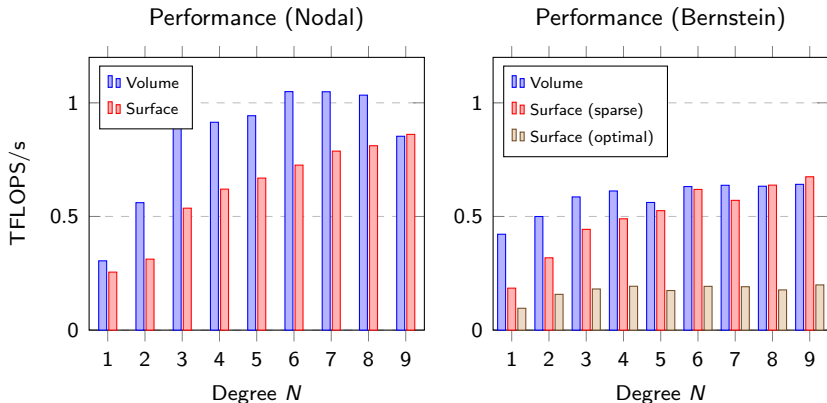 Performance (Nodal)
TFLOPS/s
1
0.5
0
Volume
Surface
1 2 3 4 5 6 7 8 9
Degree N
Performance (Bernstein)
1
0.5
0
Volume
Surface (sparse)
Surface (optimal)
1 2 3 4 5 6 7 8 9
Degree N